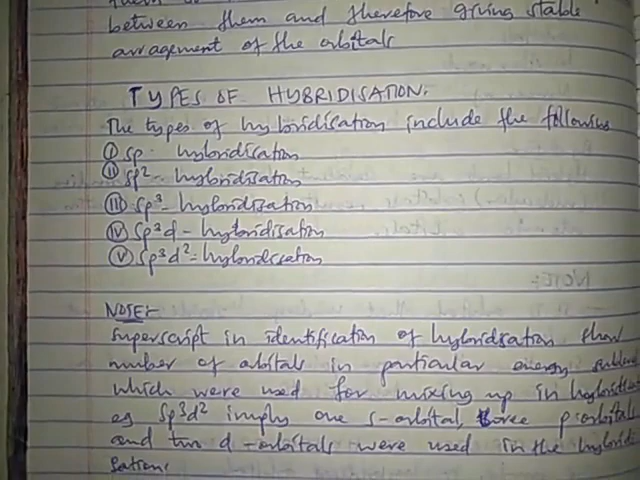 between them and therefore giving stable
arragement of the orbitals
TYPES OF HYBRIDISATION.
The types of hybridisation include the following
(i) sp - hybridisation
(ii) sp² - hybridisation
(iii) sp³ - hybridisation
(iv) sp³d - hybridisation
(v) sp³d² = hybridisation
NOTE:-
Superscript in identification of hybridisation show
number of orbitals in particular energy
which were used for mixing up in
eg sp³d² imply one s-orbital, three p-orbitals
and two d-orbitals were used in the hybridi
sation.